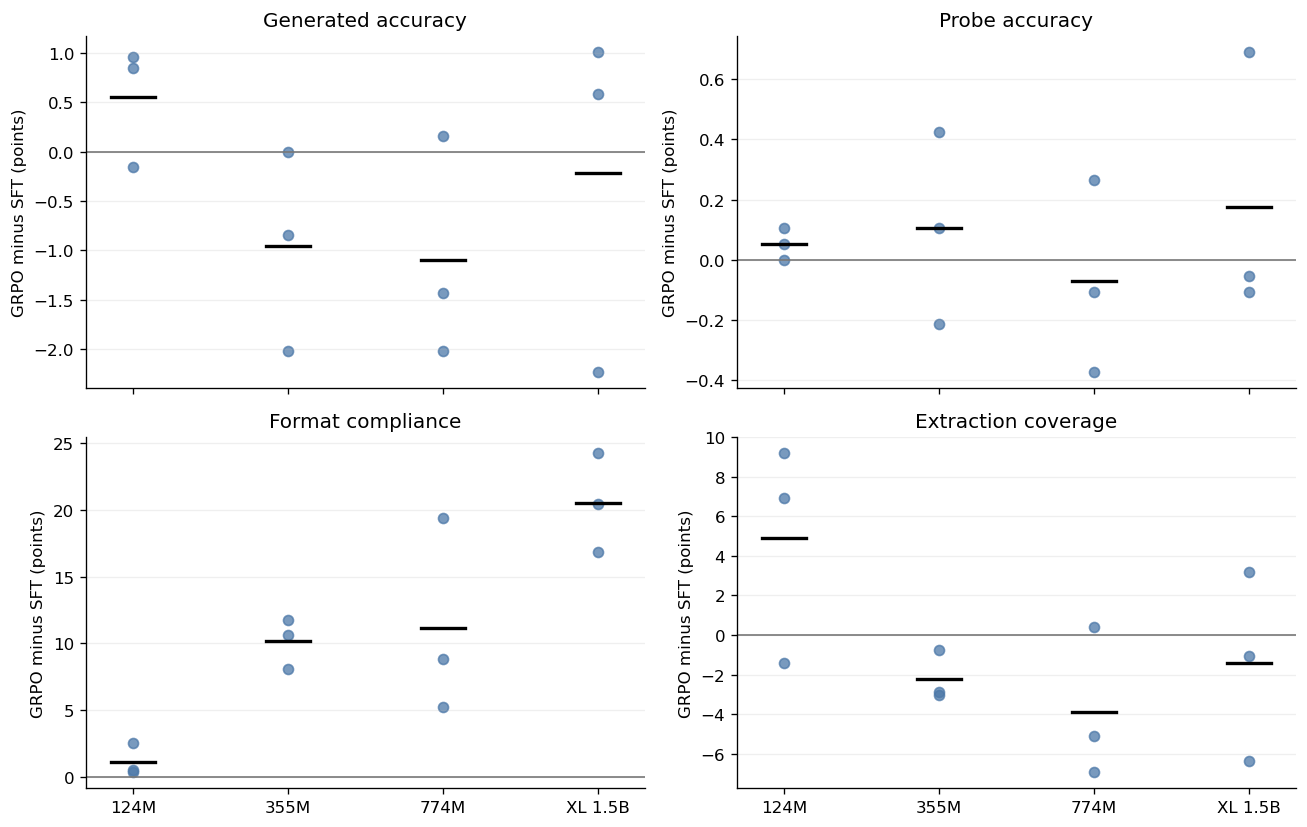 Generated accuracy
GRPO minus SFT (points)
1.0
0.5
0.0
−0.5
−1.0
−1.5
−2.0
Probe accuracy
GRPO minus SFT (points)
0.6
0.4
0.2
0.0
−0.2
−0.4
Format compliance
GRPO minus SFT (points)
25
20
15
10
5
0
124M 355M 774M XL 1.5B
Extraction coverage
GRPO minus SFT (points)
10
8
6
4
2
0
−2
−4
−6
124M 355M 774M XL 1.5B